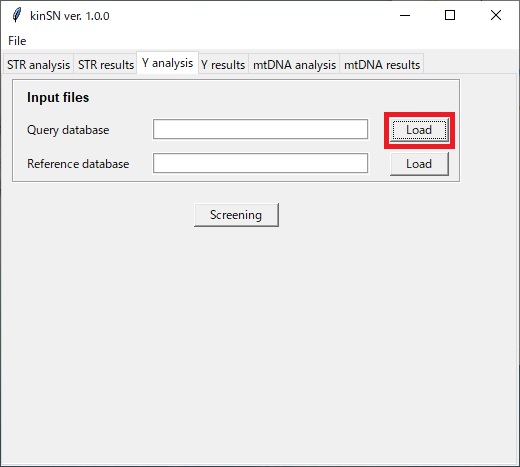 kinSN ver. 1.0.0
File
STR analysis STR results Y analysis Y results mtDNA analysis mtDNA results
Input files
Query database Load
Reference database Load
Screening